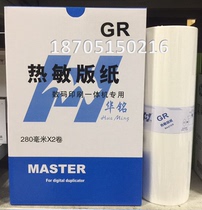 GR
18705150216
热敏版纸
数码印刷一体机专用
华铭
Hua Ming
280毫米X2卷
MASTER
For digital duplicator
GR